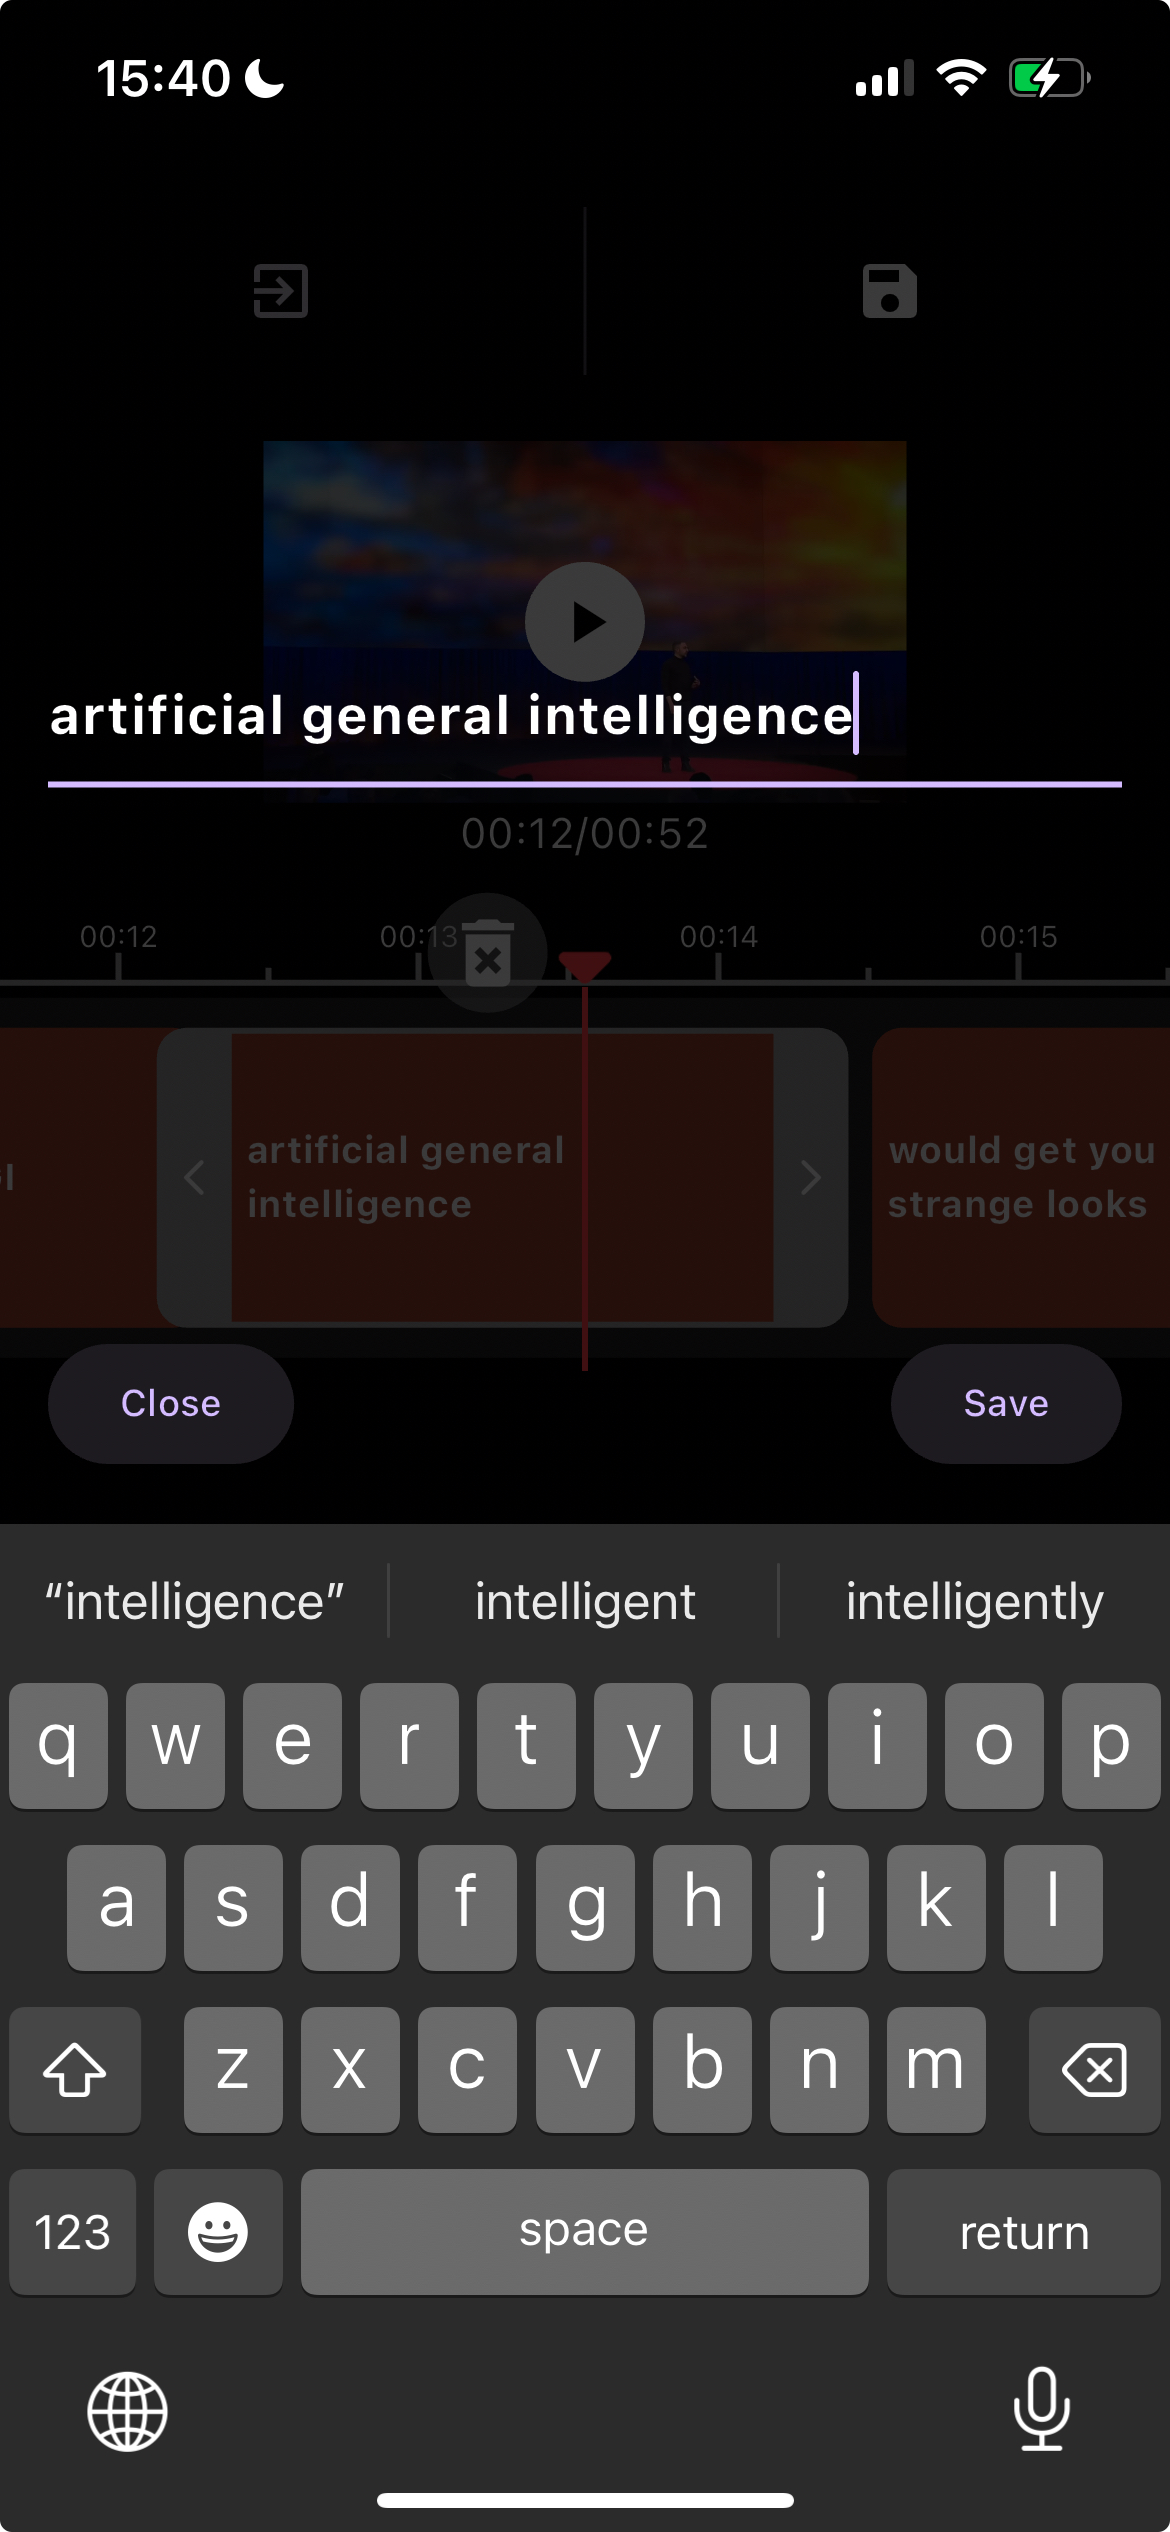 15:40
artificial general intelligence
00:12/00:52
00:12 00:13 00:14 00:15
artificial general
intelligence
would get you
strange looks
Close
Save
“intelligence” intelligent intelligently
q w e r t y u i o p
a s d f g h j k l
z x c v b n m
123 space return